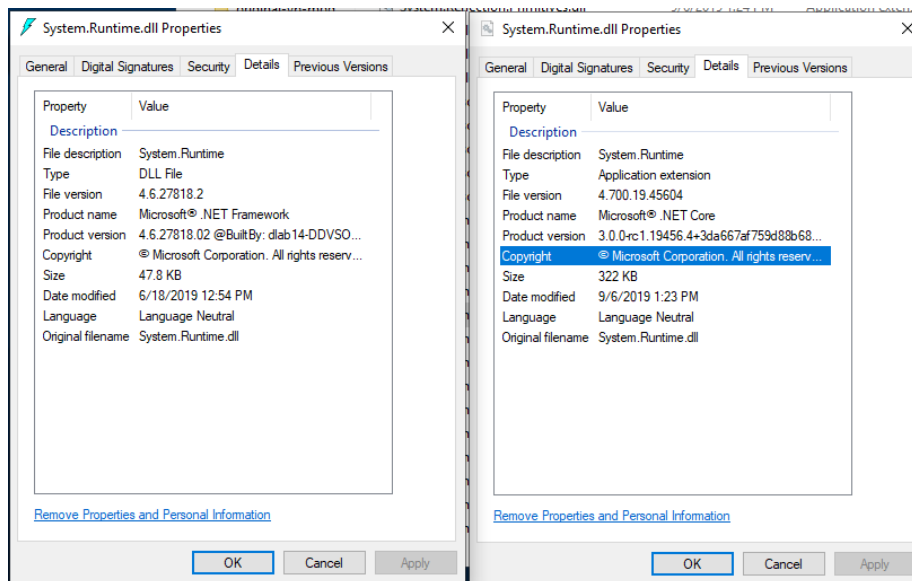 System.Runtime.dll Properties
General Digital Signatures Security Details Previous Versions
Property Value
Description
File description System.Runtime
Type DLL File
File version 4.6.27818.2
Product name Microsoft® .NET Framework
Product version 4.6.27818.02 @BuiltBy: dlab14-DDVSO...
Copyright © Microsoft Corporation. All rights reserv...
Size 47.8 KB
Date modified 6/18/2019 12:54 PM
Language Language Neutral
Original filename System.Runtime.dll
Remove Properties and Personal Information
OK Cancel Apply
System.Runtime.dll Properties
General Digital Signatures Security Details Previous Versions
Property Value
Description
File description System.Runtime
Type Application extension
File version 4.700.19.45604
Product name Microsoft® .NET Core
Product version 3.0.0-rc1.19456.4+3da667af759d88b68...
Copyright © Microsoft Corporation. All rights reserv...
Size 322 KB
Date modified 9/6/2019 1:23 PM
Language Language Neutral
Original filename System.Runtime.dll
Remove Properties and Personal Information
OK Cancel Apply